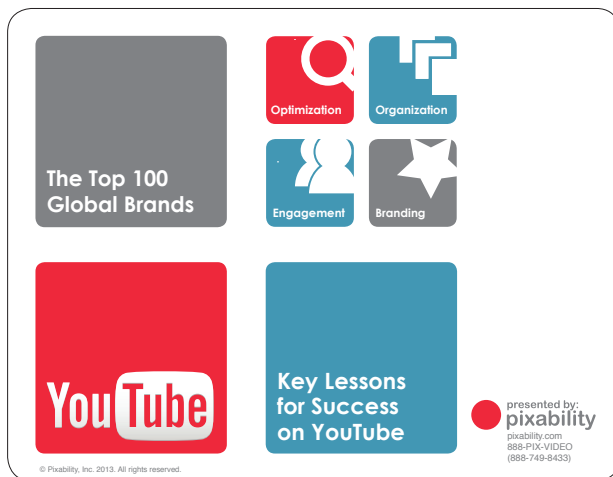 The Top 100
Global Brands
Optimization
Organization
Engagement
Branding
YouTube
Key Lessons
for Success
on YouTube
presented by:
pixability
pixability.com
888-PIX-VIDEO
(888-749-8433)
© Pixability, Inc. 2013. All rights reserved.